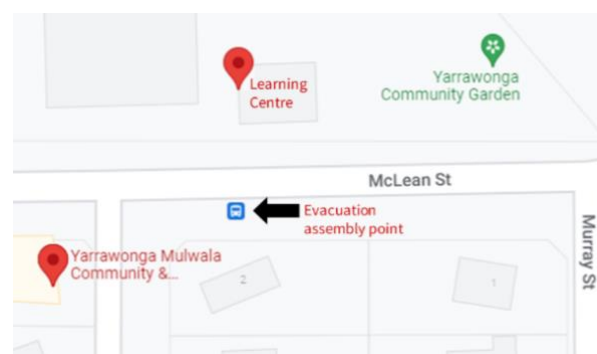 Learning
Centre
Yarrawonga
Community Garden
McLean St
Evacuation
assembly point
Murray St
Yarrawonga Mulwala
Community &...
2
1